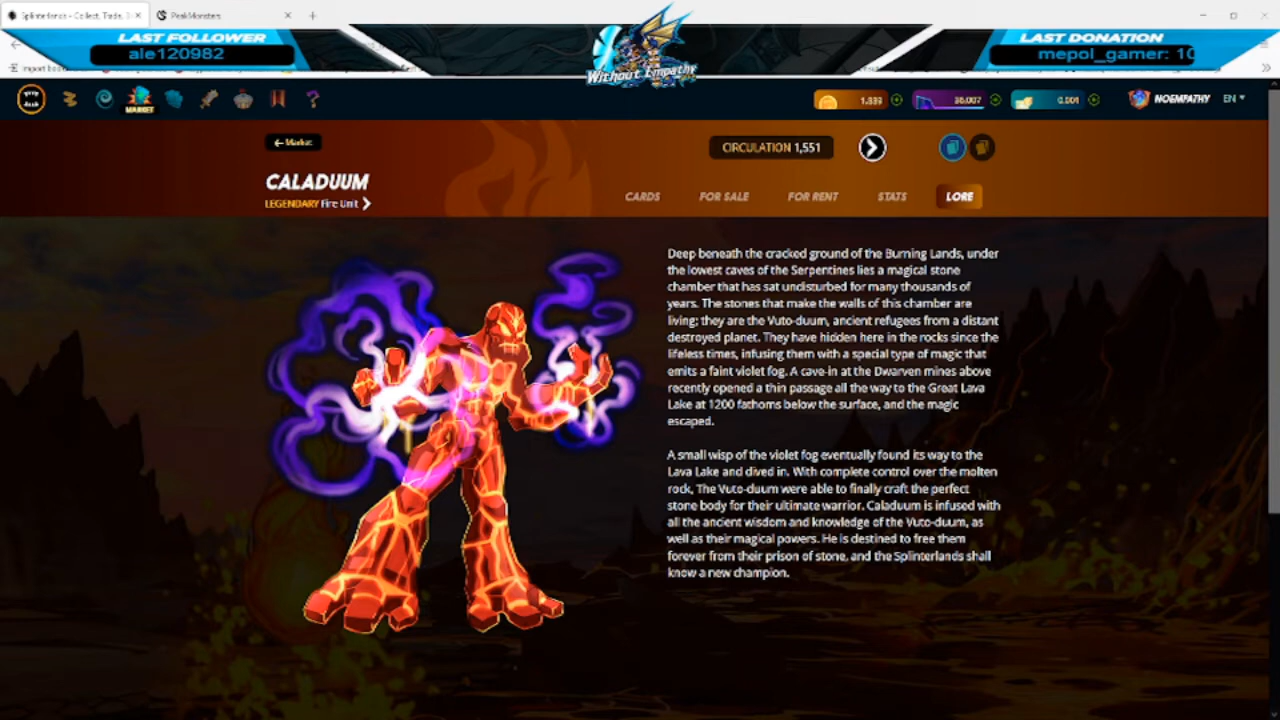 Splinterlands - Collect, Trade,
PeakMonsters
LAST FOLLOWER
ale120982
Without Empathy
LAST DONATION
mepol_gamer: 10
MARKET
1,839
0.501
NOEMPATHY
EN
← Market
CIRCULATION 1,551
CALADUUM
LEGENDARY Fire Unit
CARDS
FOR SALE
FOR RENT
STATS
LORE
Deep beneath the cracked ground of the Burning Lands, under
the lowest caves of the Serpentines lies a magical stone
chamber that has sat undisturbed for many thousands of
years. The stones that make the walls of this chamber are
living; they are the Vuto-duum, ancient refugees from a distant
destroyed planet. They have hidden here in the rocks since the
lifeless times, infusing them with a special type of magic that
emits a faint violet fog. A cave-in at the Dwarven mines above
recently opened a thin passage all the way to the Great Lava
Lake at 1200 fathoms below the surface, and the magic
escaped.
A small wisp of the violet fog eventually found its way to the
Lava Lake and dived in. With complete control over the molten
rock, The Vuto-duum were able to finally craft the perfect
stone body for their ultimate warrior. Caladuum is infused with
all the ancient wisdom and knowledge of the Vuto-duum, as
well as their magical powers. He is destined to free them
forever from their prison of stone, and the Splinterlands shall
know a new champion.